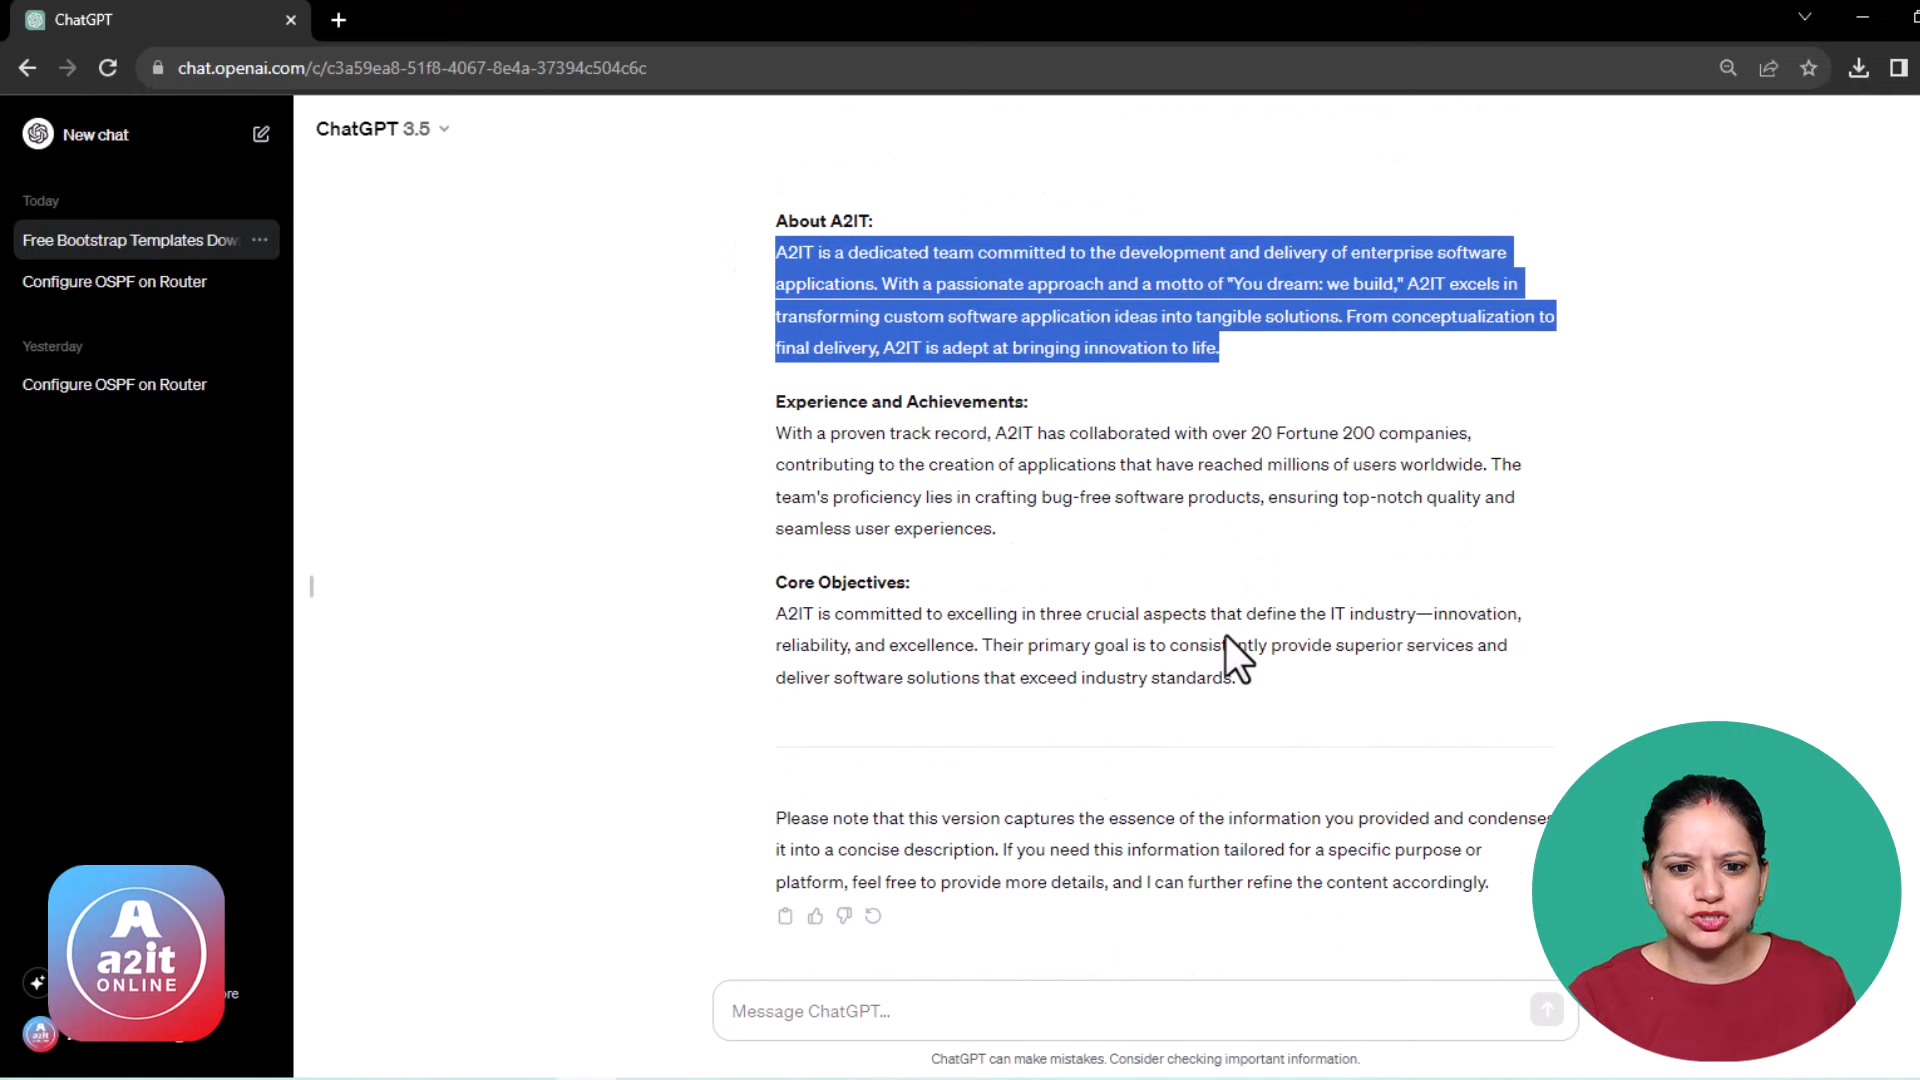 ChatGPT
chat.openai.com/c/c3a59ea8-51f8-4067-8e4a-37394c504c6c
New chat
ChatGPT 3.5
Today
Free Bootstrap Templates Dow
Configure OSPF on Router
Yesterday
Configure OSPF on Router
About A2IT:
A2IT is a dedicated team committed to the development and delivery of enterprise software
applications. With a passionate approach and a motto of "You dream: we build," A2IT excels in
transforming custom software application ideas into tangible solutions. From conceptualization to
final delivery, A2IT is adept at bringing innovation to life.
Experience and Achievements:
With a proven track record, A2IT has collaborated with over 20 Fortune 200 companies,
contributing to the creation of applications that have reached millions of users worldwide. The
team's proficiency lies in crafting bug-free software products, ensuring top-notch quality and
seamless user experiences.
Core Objectives:
A2IT is committed to excelling in three crucial aspects that define the IT industry—innovation,
reliability, and excellence. Their primary goal is to consistently provide superior services and
deliver software solutions that exceed industry standards.
Please note that this version captures the essence of the information you provided and condenses
it into a concise description. If you need this information tailored for a specific purpose or
platform, feel free to provide more details, and I can further refine the content accordingly.
A
a2it
ONLINE
Message ChatGPT...
ChatGPT can make mistakes. Consider checking important information.